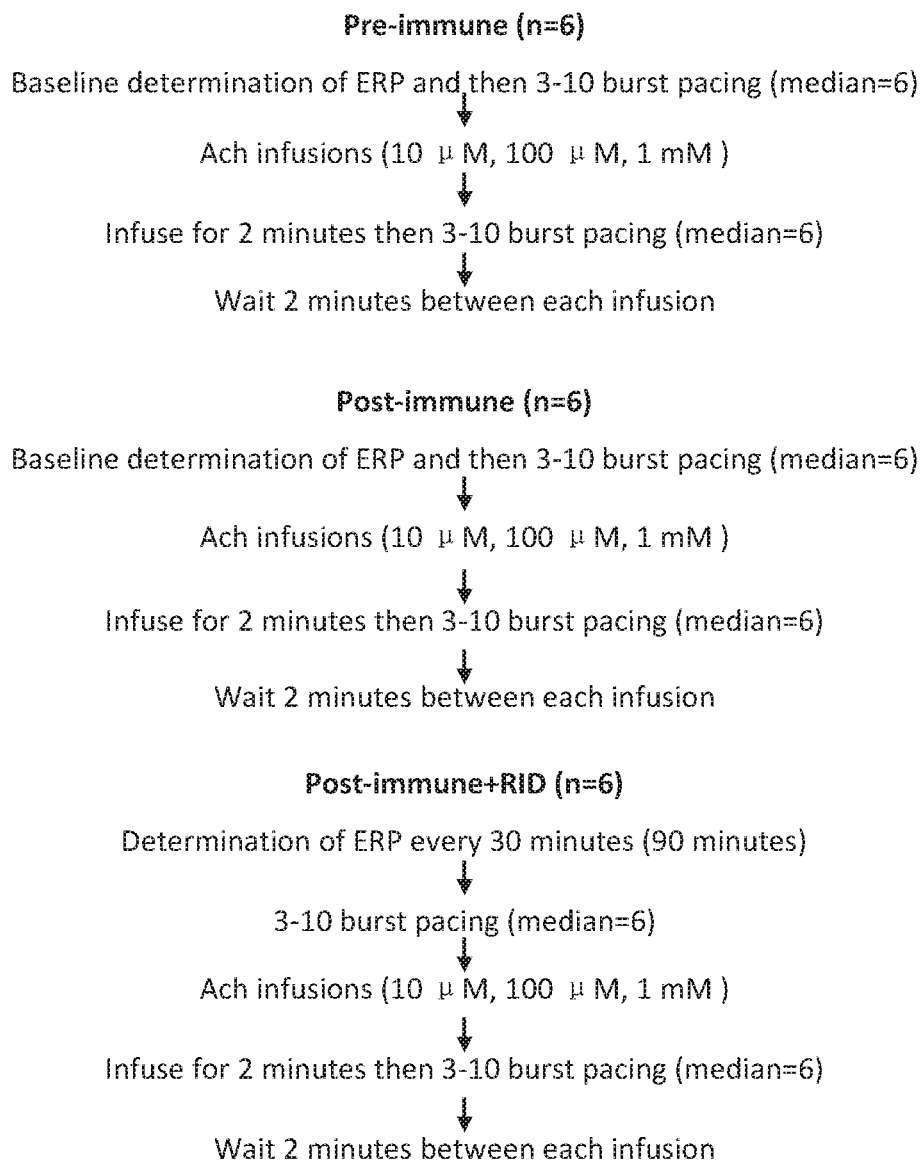 Pre-immune (n=6)
Baseline determination of ERP and then 3-10 burst pacing (median=6)
Ach infusions (10 μM, 100 μM, 1 mM )
Infuse for 2 minutes then 3-10 burst pacing (median=6)
Wait 2 minutes between each infusion
Post-immune (n=6)
Baseline determination of ERP and then 3-10 burst pacing (median=6)
Ach infusions (10 μM, 100 μM, 1 mM )
Infuse for 2 minutes then 3-10 burst pacing (median=6)
Wait 2 minutes between each infusion
Post-immune+RID (n=6)
Determination of ERP every 30 minutes (90 minutes)
3-10 burst pacing (median=6)
Ach infusions (10 μM, 100 μM, 1 mM )
Infuse for 2 minutes then 3-10 burst pacing (median=6)
Wait 2 minutes between each infusion